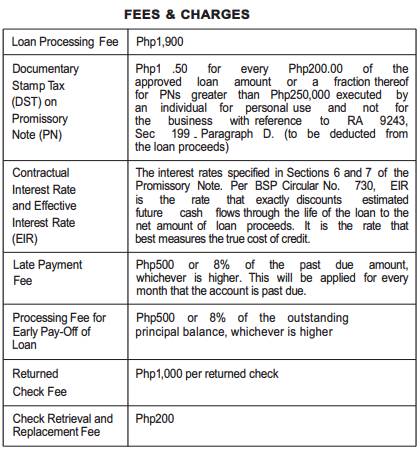 FEES & CHARGES
Loan Processing Fee
Php1,900
Documentary
Stamp Tax
(DST) on
Promissory
Note (PN)
Php1 .50 for every Php200.00 of the
approved loan amount or a fraction thereof
for PNs greater than Php250,000 executed by
an individual for personal use and not for
the business with reference to RA 9243,
Sec 199 - Paragraph D. (to be deducted from
the loan proceeds)
Contractual
Interest Rate
and Effective
Interest Rate
(EIR)
The interest rates specified in Sections 6 and 7 of the
Promissory Note. Per BSP Circular No. 730, EIR
is the rate that exactly discounts estimated
future cash flows through the life of the loan to the
net amount of loan proceeds. It is the rate that
best measures the true cost of credit.
Late Payment
Fee
Php500 or 8% of the past due amount,
whichever is higher. This will be applied for every
month that the account is past due.
Processing Fee for
Early Pay-Off of
Loan
Php500 or 8% of the outstanding
principal balance, whichever is higher
Returned
Check Fee
Php1,000 per returned check
Check Retrieval and
Replacement Fee
Php200